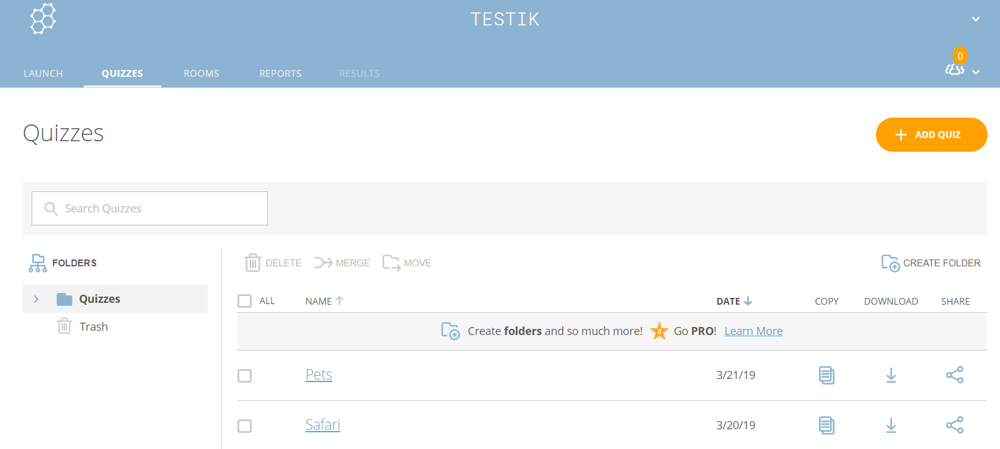 TESTIK
0
LAUNCH QUIZZES ROOMS REPORTS RESULTS
Quizzes
ADD QUIZ
Search Quizzes
FOLDERS
Quizzes
Trash
DELETE MERGE MOVE CREATE FOLDER
ALL NAME DATE COPY DOWNLOAD SHARE
Create folders and so much more! S Go PRO! Learn More
Pets 3/21/19
Safari 3/20/19